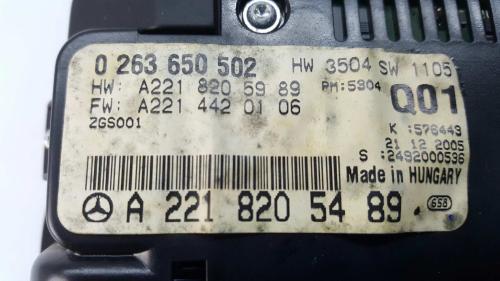 0 263 650 502 HW 3504 SW 1105
HW: A221 820 59 89 PM:5904
FW: A221 442 01 06 Q01
ZGS001 K :576443
21 12 2005
S :2492000536
Made in HUNGARY
A 221 820 54 89 658